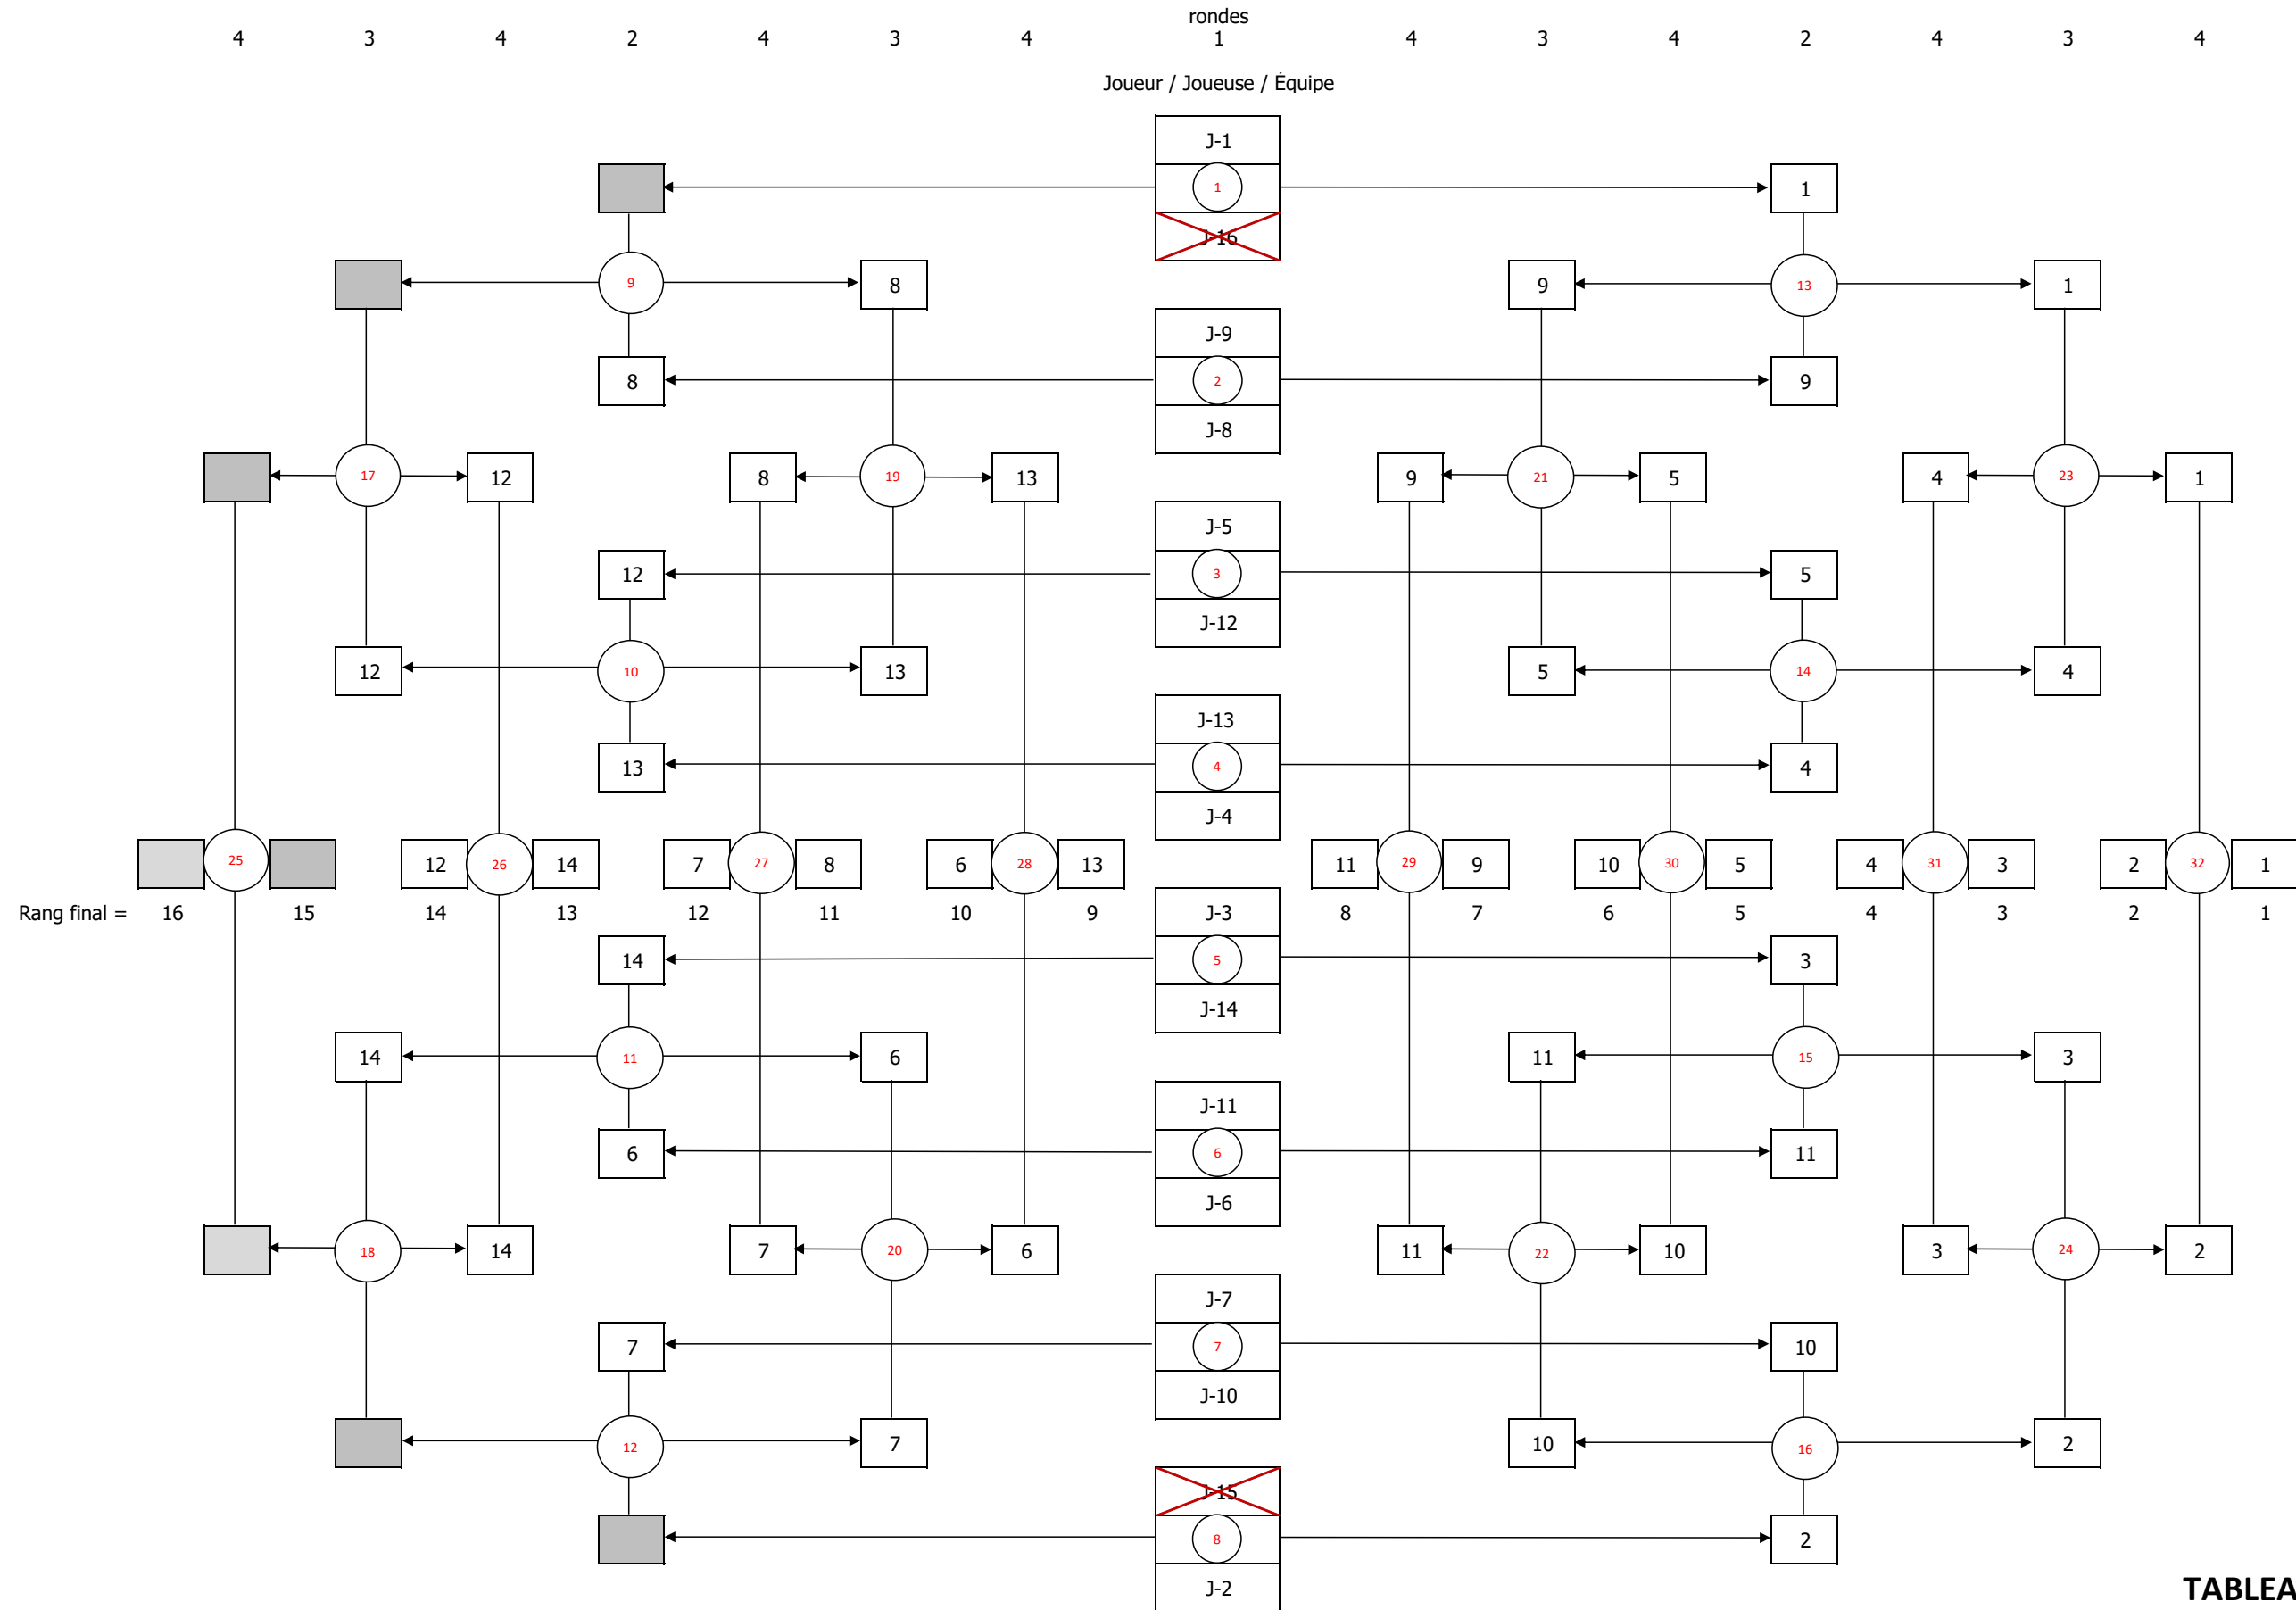 rondes
4 3 4 2 4 3 4 1 4 3 4 2 4 3 4
Joueur / Joueuse / Équipe
J-1
1 1
J-16
9 8 9 13 1
J-9
8 2 9
J-8
17 12 8 19 13 9 21 5 4 23 1
J-5
12 3 5
J-12
12 10 13 5 14 4
J-13
13 4 4
J-4
25 12 26 14 7 27 8 6 28 13 11 29 9 10 30 5 4 31 3 2 32 1
Rang final = 16 15 14 13 12 11 10 9 J-3 8 7 6 5 4 3 2 1
14 5 3
J-14
14 11 6 11 15 3
J-11
6 6 11
J-6
18 14 7 20 6 11 22 10 3 24 2
J-7
7 7 10
J-10
12 7 10 16 2
J-15
8 2
J-2
TABLEA